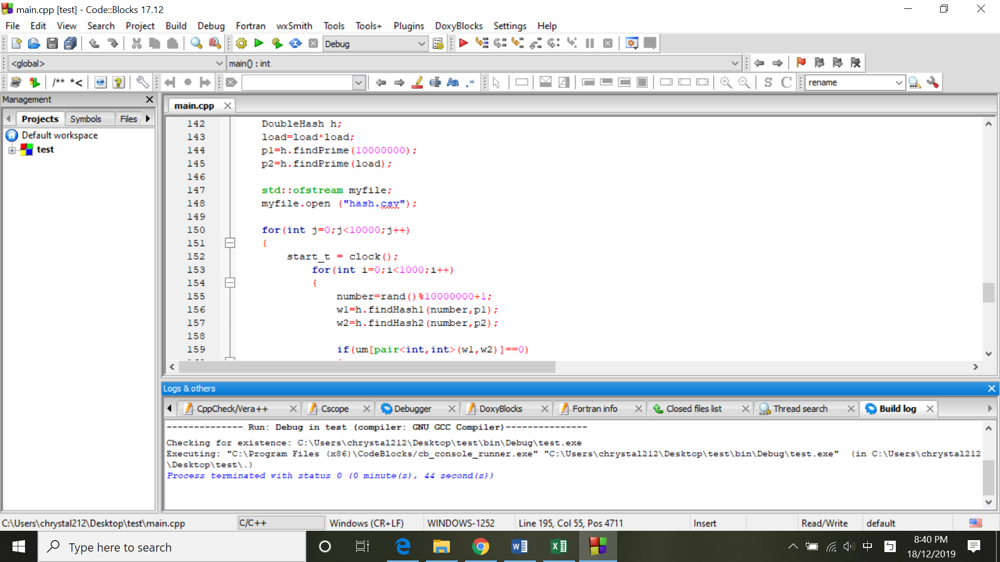 main.cpp [test] - Code::Blocks 17.12
File Edit View Search Project Build Debug Fortran wxSmith Tools Tools+ Plugins DoxyBlocks Settings Help
Debug
<global> main() : int
/** *< Aa .* S C rename
Management
main.cpp
Projects Symbols Files
Default workspace
test
142 DoubleHash h;
143 load=load*load;
144 p1=h.findPrime(10000000);
145 p2=h.findPrime(load);
146
147 std::ofstream myfile;
148 myfile.open ("hash.csv");
149
150 for(int j=0;j<10000;j++)
151 {
152 start_t = clock();
153 for(int i=0;i<1000;i++)
154 {
155 number=rand()%10000000+1;
156 w1=h.findHash1(number,p1);
157 w2=h.findHash2(number,p2);
158
159 if(um[pair<int,int>(w1,w2)]==0)
Logs & others
CppCheck/Vera++ Cscope Debugger DoxyBlocks Fortran info Closed files list Thread search Build log
-------------- Run: Debug in test (compiler: GNU GCC Compiler)---------------
Checking for existence: C:\Users\chrystal212\Desktop\test\bin\Debug\test.exe
Executing: "C:\Program Files (x86)\CodeBlocks/cb_console_runner.exe" "C:\Users\chrystal212\Desktop\test\bin\Debug\test.exe"  (in C:\Users\chrystal212
\Desktop\test\.)
Process terminated with status 0 (0 minute(s), 44 second(s))
C:\Users\chrystal212\Desktop\test\main.cpp C/C++ Windows (CR+LF) WINDOWS-1252 Line 195, Col 55, Pos 4711 Insert Read/Write default
Type here to search
中 ㄅ
8:40 PM
18/12/2019